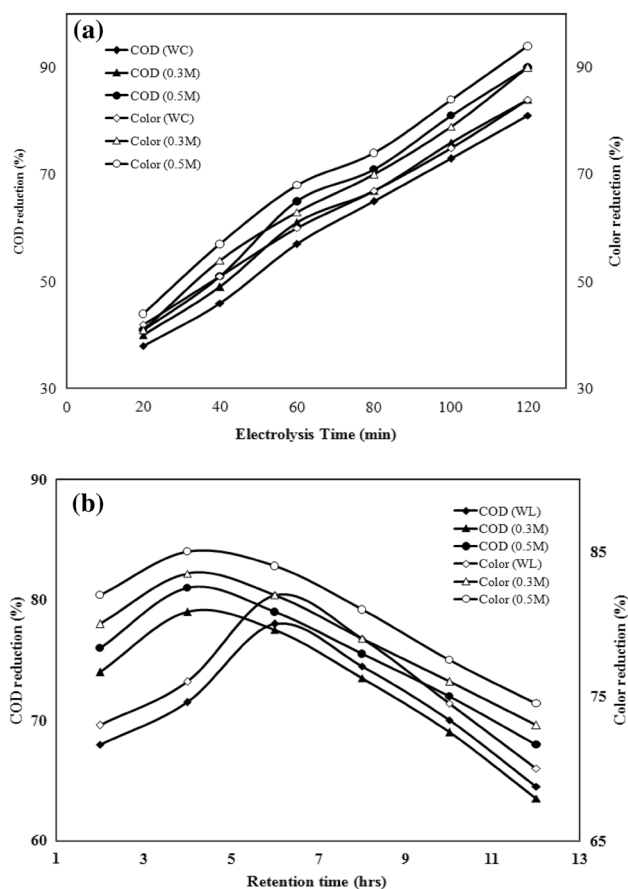 (a)
COD (WC)
COD (0.3M)
COD (0.5M)
Color (WC)
Color (0.3M)
Color (0.5M)
90
70
50
30
COD reduction (%)
90
70
50
30
Color reduction (%)
0 20 40 60 80 100 120
Electrolysis Time (min)
(b)
COD (WL)
COD (0.3M)
COD (0.5M)
Color (WL)
Color (0.3M)
Color (0.5M)
90
80
70
60
COD reduction (%)
85
75
65
Color reduction (%)
1 3 5 7 9 11 13
Retention time (hrs)